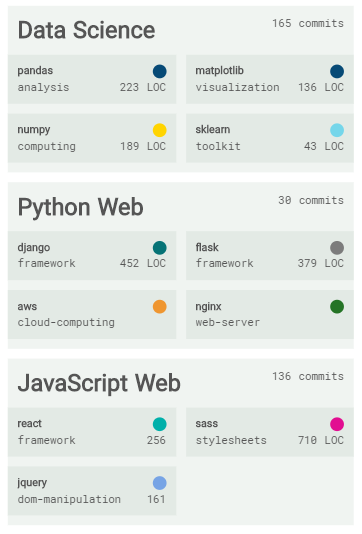 Data Science 165 commits
pandas matplotlib
analysis 223 LOC visualization 136 LOC
numpy sklearn
computing 189 LOC toolkit 43 LOC
Python Web 30 commits
django flask
framework 452 LOC framework 379 LOC
aws nginx
cloud-computing web-server
JavaScript Web 136 commits
react sass
framework 256 stylesheets 710 LOC
jquery
dom-manipulation 161